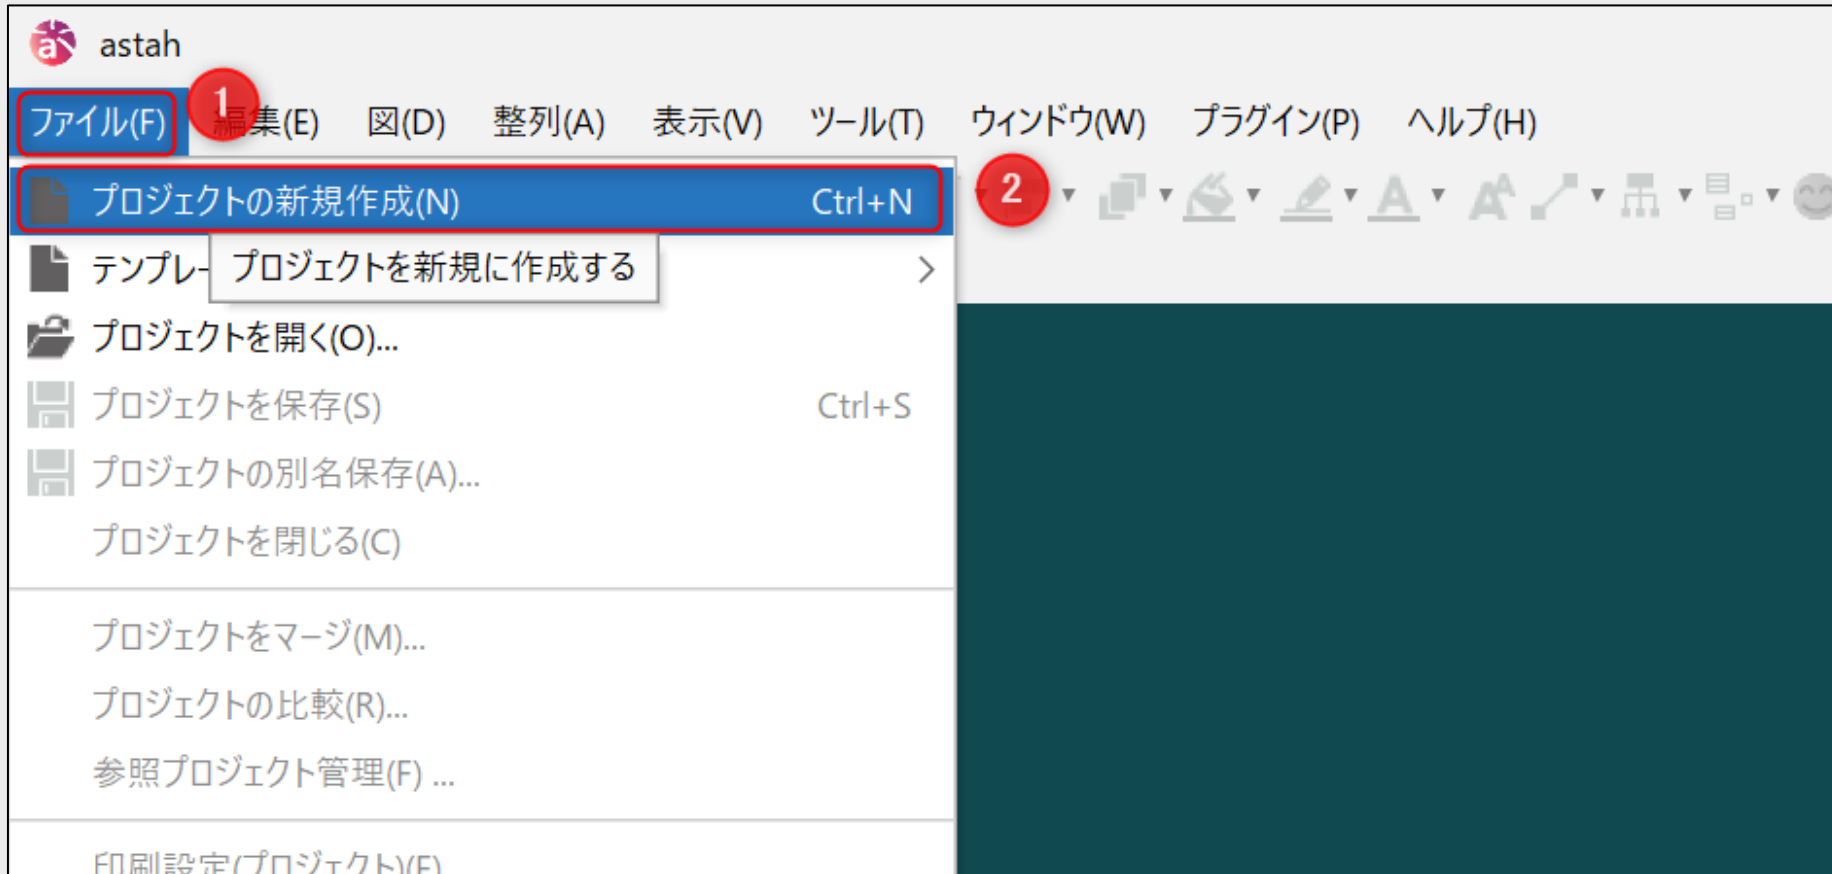 astah
ファイル(F) 1 編集(E) 図(D) 整列(A) 表示(V) ツール(T) ウィンドウ(W) プラグイン(P) ヘルプ(H)
プロジェクトの新規作成(N) Ctrl+N 2
テンプレー プロジェクトを新規に作成する
プロジェクトを開く(O)...
プロジェクトを保存(S) Ctrl+S
プロジェクトの別名保存(A)...
プロジェクトを閉じる(C)
プロジェクトをマージ(M)...
プロジェクトの比較(R)...
参照プロジェクト管理(F) ...
印刷設定(プロジェクト)(E)